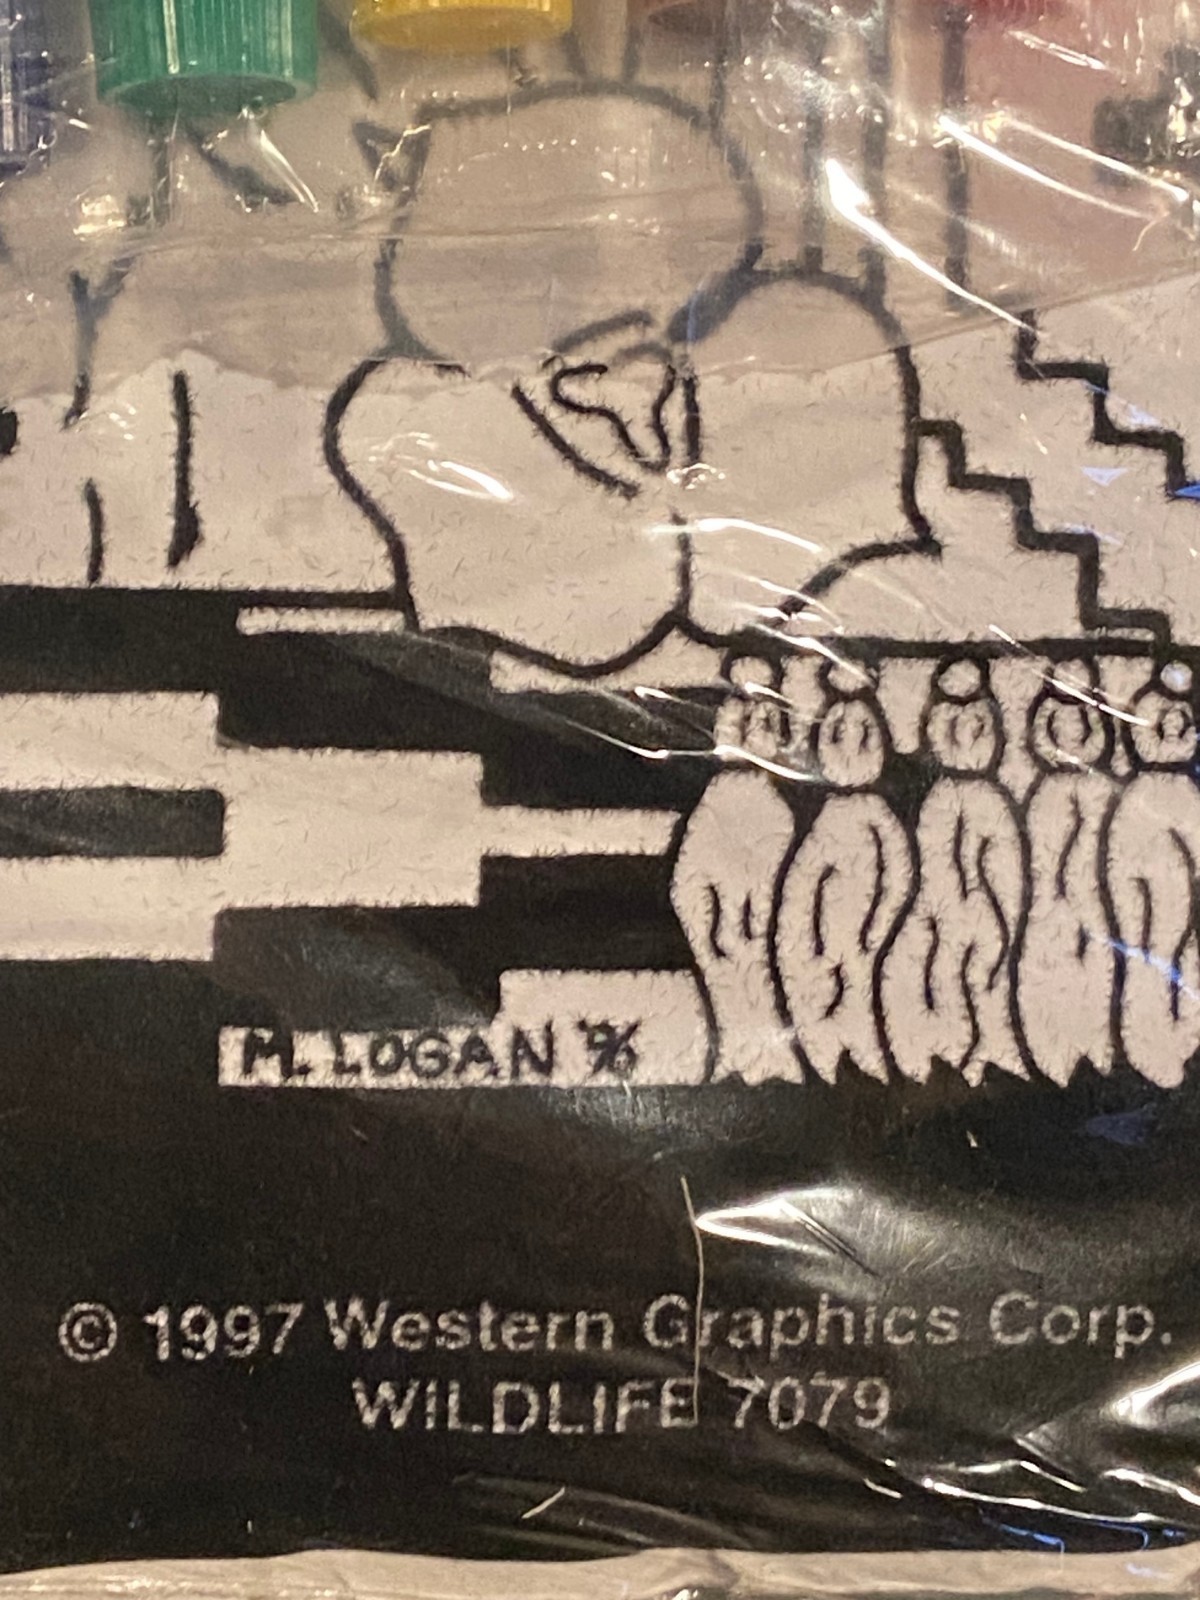 M. LOGAN 96
© 1997 Western Graphics Corp.
WILDLIFE 7079